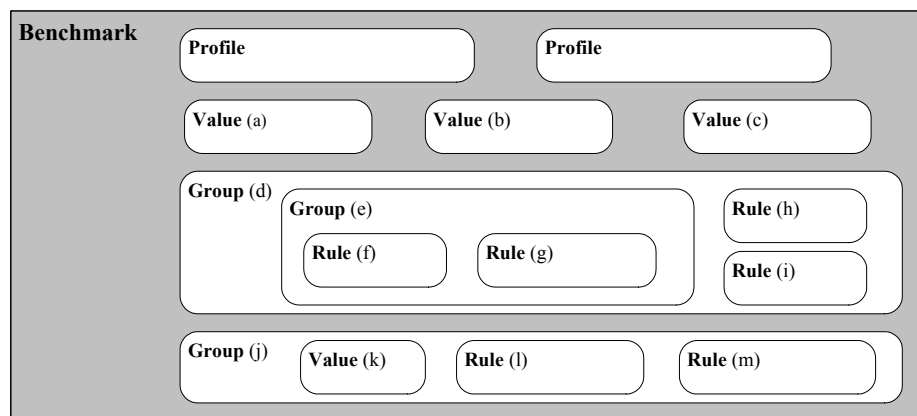 Benchmark
Profile
Profile
Value (a)
Value (b)
Value (c)
Group (d)
Group (e)
Rule (f)
Rule (g)
Rule (h)
Rule (i)
Group (j)
Value (k)
Rule (l)
Rule (m)